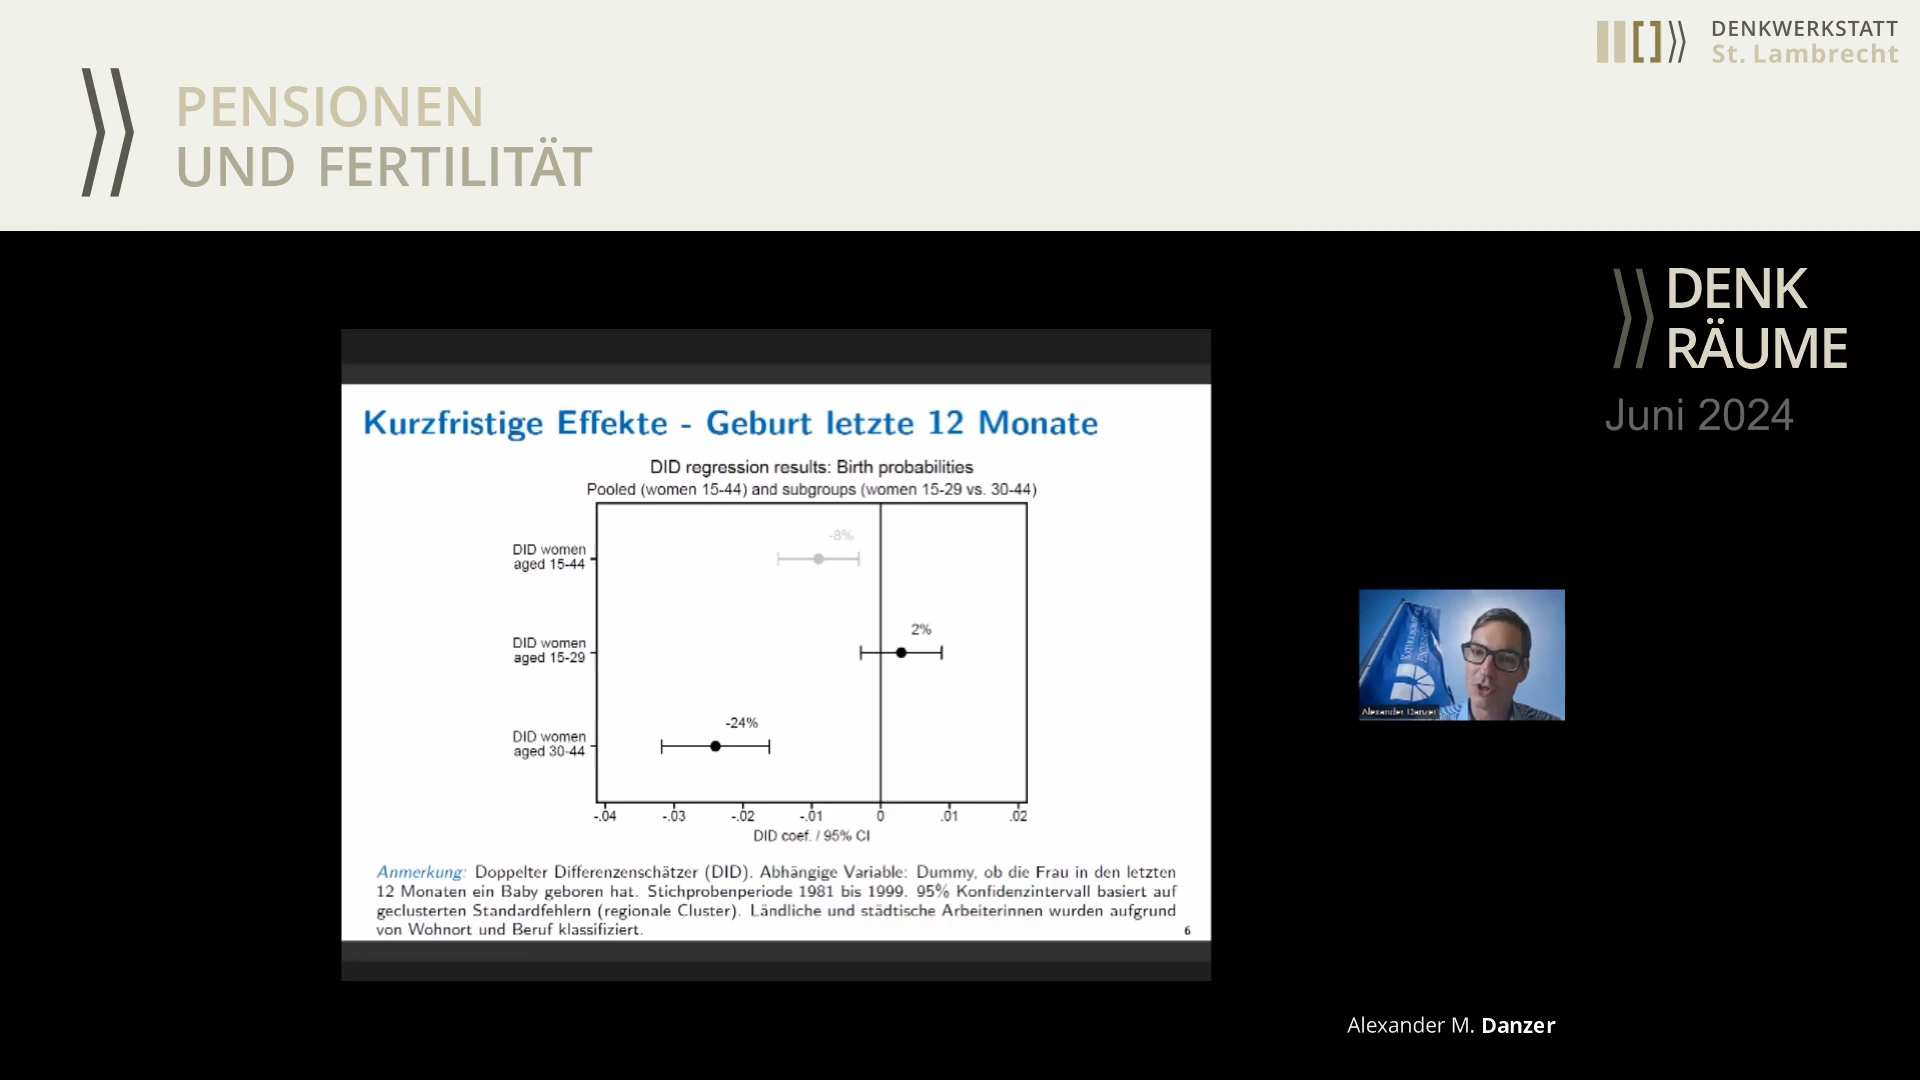 DENKWERKSTATT
St. Lambrecht
PENSIONEN
UND FERTILITÄT
DENK
RÄUME
Juni 2024
Kurzfristige Effekte - Geburt letzte 12 Monate
DID regression results: Birth probabilities
Pooled (women 15-44) and subgroups (women 15-29 vs. 30-44)
-8%
DID women
aged 15-44
2%
DID women
aged 15-29
-24%
DID women
aged 30-44
-.04 -.03 -.02 -.01 0 .01 .02
DID coef. / 95% CI
Anmerkung: Doppelter Differenzenschätzer (DID). Abhängige Variable: Dummy, ob die Frau in den letzten
12 Monaten ein Baby geboren hat. Stichprobenperiode 1981 bis 1999. 95% Konfidenzintervall basiert auf
geclusterten Standardfehlern (regionale Cluster). Ländliche und städtische Arbeiterinnen wurden aufgrund
von Wohnort und Beruf klassifiziert.
6
Alexander Danzer
Alexander M. Danzer